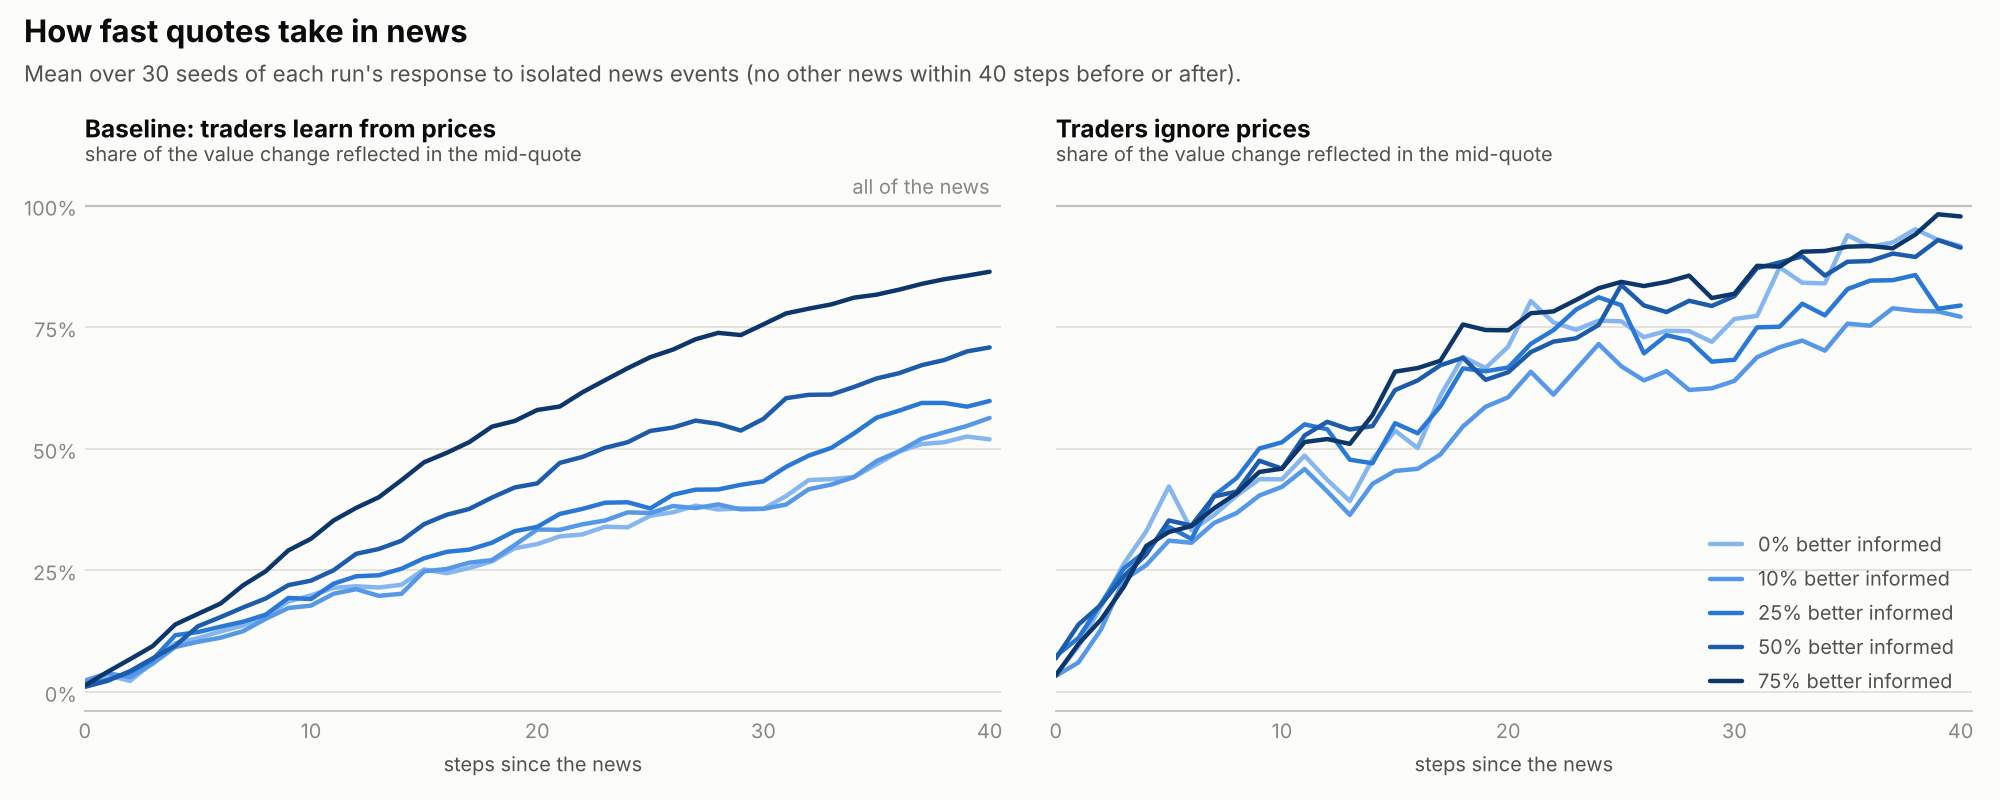 How fast quotes take in news
Mean over 30 seeds of each run's response to isolated news events (no other news within 40 steps before or after).
Baseline: traders learn from prices
share of the value change reflected in the mid-quote
all of the news
100%
75%
50%
25%
0%
0 10 20 30 40
steps since the news
Traders ignore prices
share of the value change reflected in the mid-quote
0% better informed
10% better informed
25% better informed
50% better informed
75% better informed
0 10 20 30 40
steps since the news